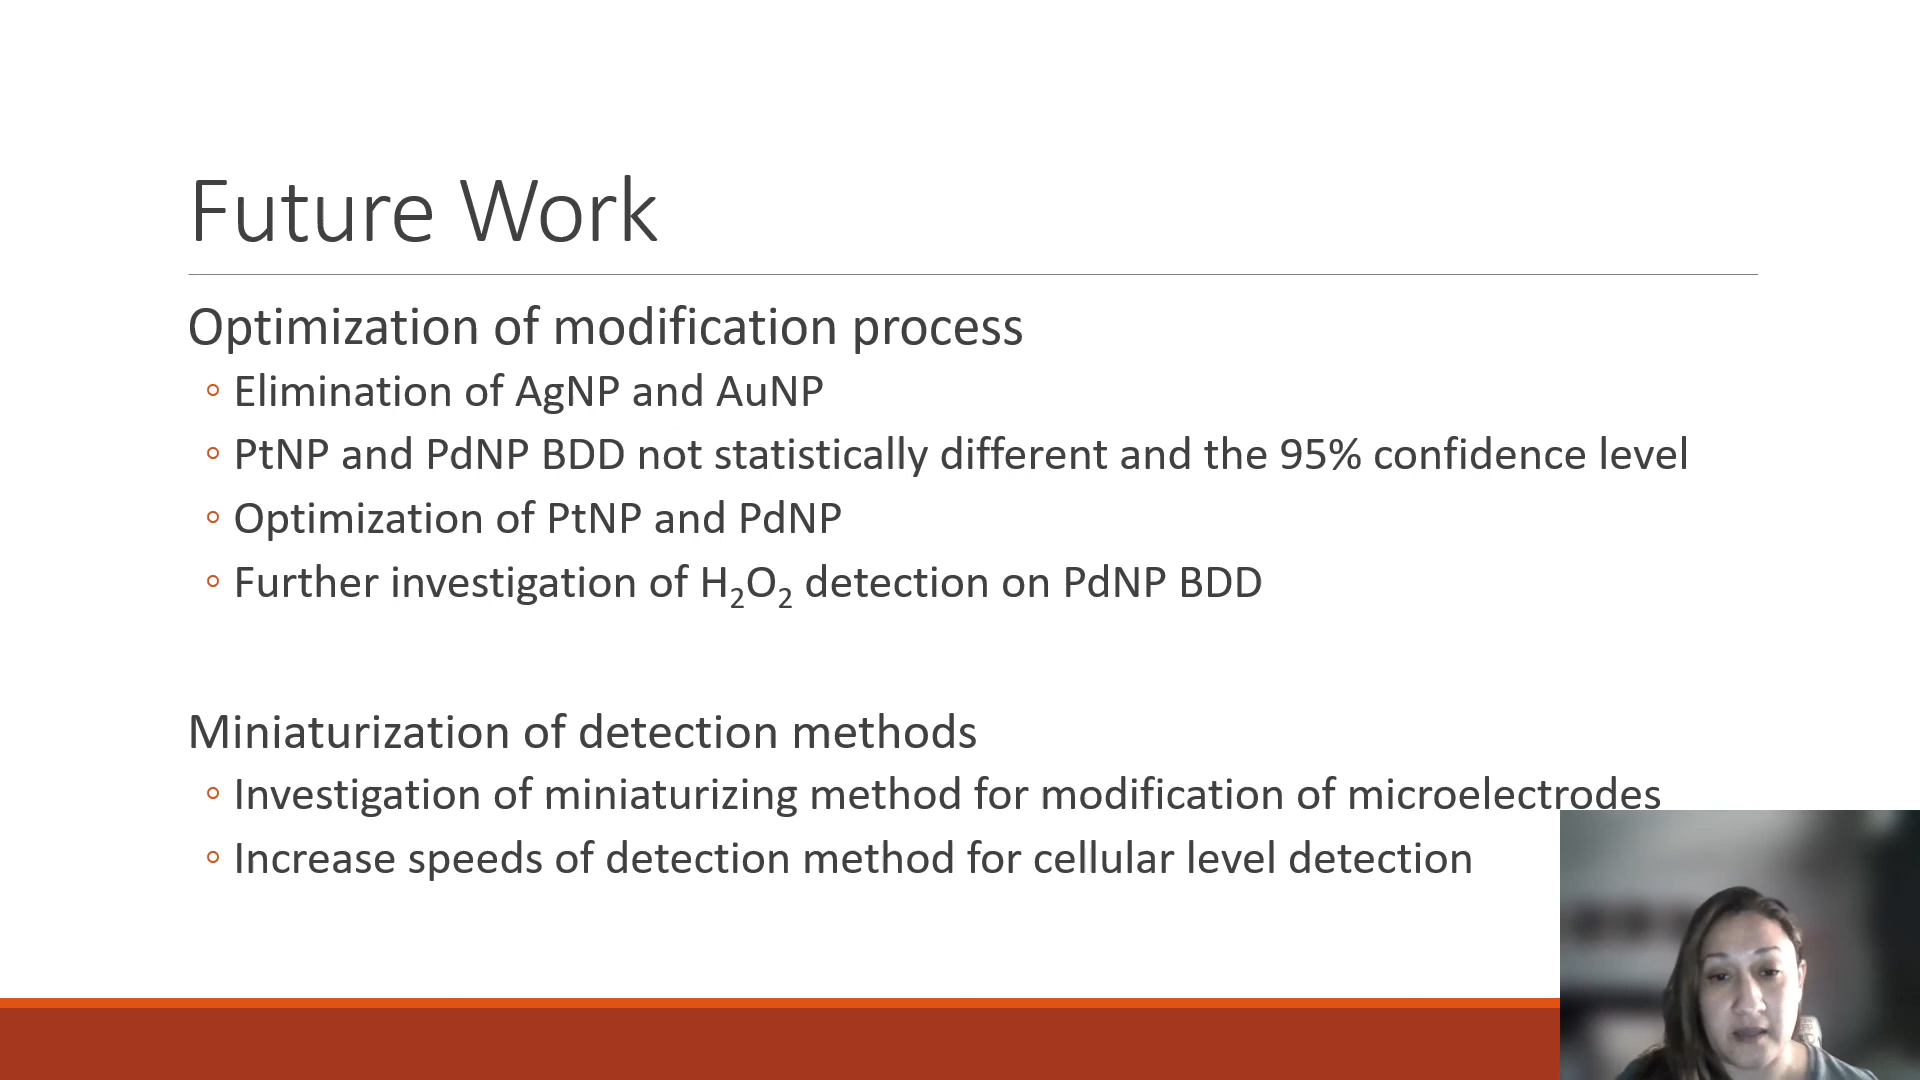 Future Work
Optimization of modification process
◦ Elimination of AgNP and AuNP
◦ PtNP and PdNP BDD not statistically different and the 95% confidence level
◦ Optimization of PtNP and PdNP
◦ Further investigation of H₂O₂ detection on PdNP BDD
Miniaturization of detection methods
◦ Investigation of miniaturizing method for modification of microelectrodes
◦ Increase speeds of detection method for cellular level detection